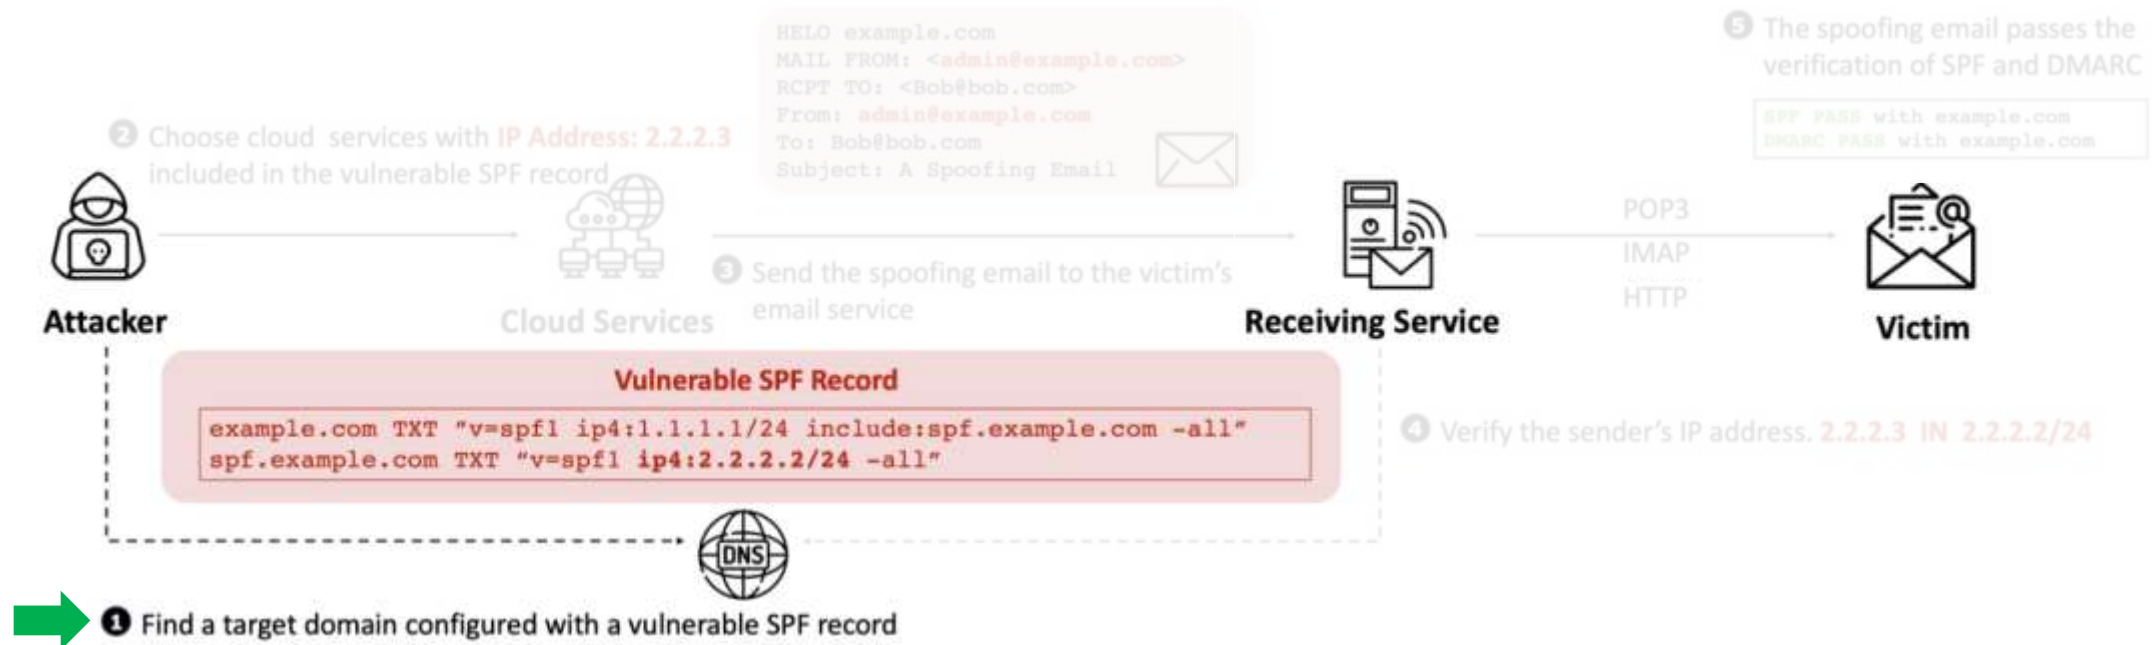 HELO example.com
MAIL FROM: <admin@example.com>
RCPT TO: <Bob@bob.com>
From: admin@example.com
To: Bob@bob.com
Subject: A Spoofing Email
❺ The spoofing email passes the
verification of SPF and DMARC
SPF PASS with example.com
DMARC PASS with example.com
❷ Choose cloud services with IP Address: 2.2.2.3
included in the vulnerable SPF record
POP3
IMAP
HTTP
❸ Send the spoofing email to the victim's
email service
Attacker
Cloud Services
Receiving Service
Victim
Vulnerable SPF Record
example.com TXT "v=spf1 ip4:1.1.1.1/24 include:spf.example.com -all"
spf.example.com TXT "v=spf1 ip4:2.2.2.2/24 -all"
❹ Verify the sender's IP address. 2.2.2.3 IN 2.2.2.2/24
DNS
❶ Find a target domain configured with a vulnerable SPF record